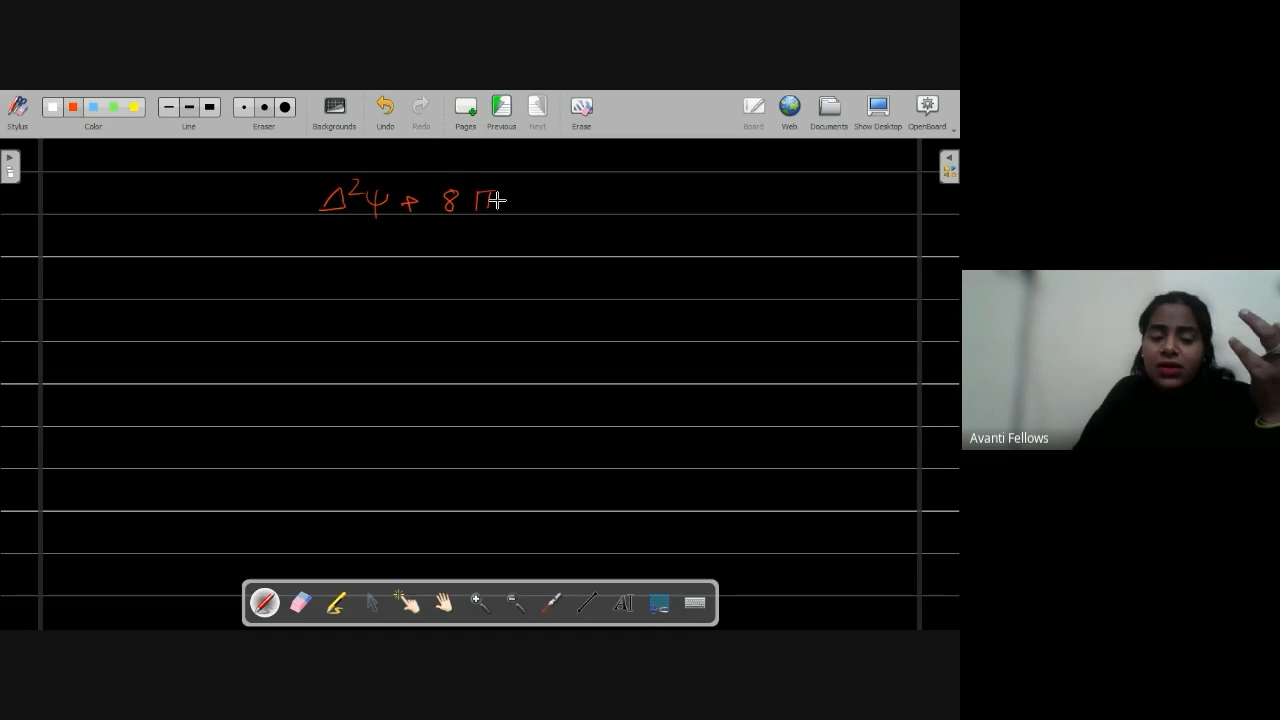 Stylus
Color
Line
Eraser
Backgrounds
Undo
Redo
Pages
Previous
Next
Erase
Board
Web
Documents
Show Desktop
OpenBoard
Δ²ψ + 8 π
AI
Avanti Fellows